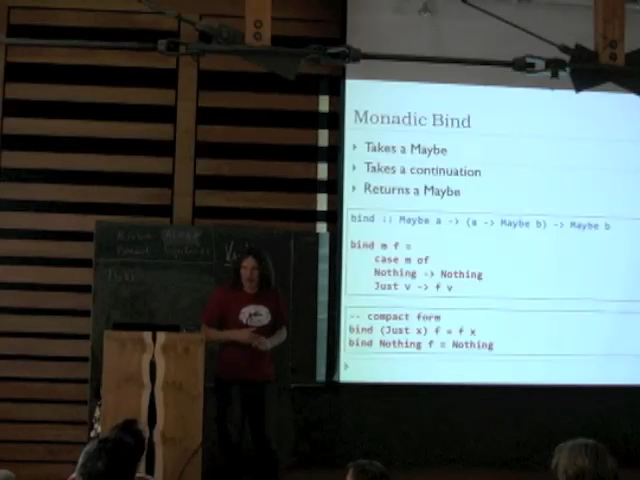 Monadic Bind
Takes a Maybe
Takes a continuation
Returns a Maybe
bind :: Maybe a -> (a -> Maybe b) -> Maybe b
bind m f =
case m of
Nothing -> Nothing
Just v -> f v
-- compact form
bind (Just x) f = f x
bind Nothing f = Nothing